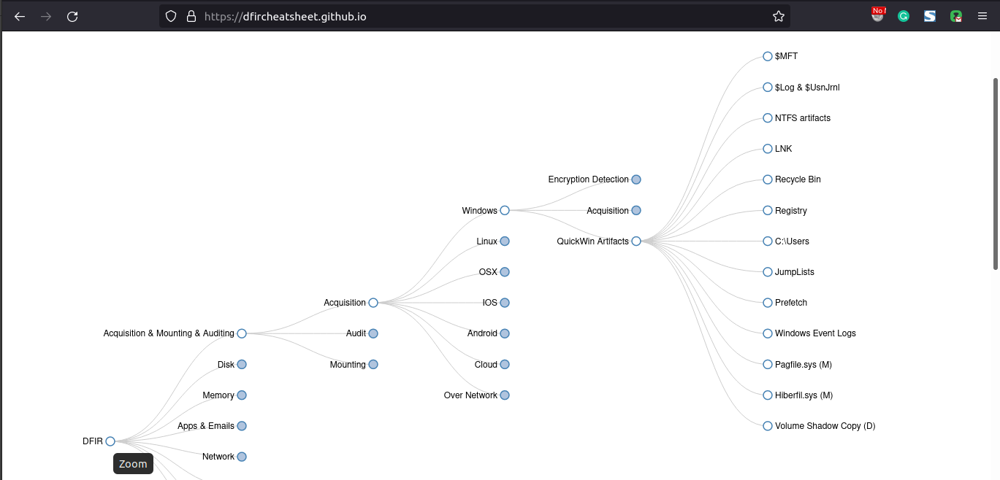 https://dfircheatsheet.github.io
No
$MFT
$Log & $UsnJrnl
NTFS artifacts
LNK
Encryption Detection
Recycle Bin
Windows
Acquisition
Registry
Linux
QuickWin Artifacts
C:\Users
OSX
JumpLists
Acquisition
IOS
Prefetch
Acquisition & Mounting & Auditing
Audit
Android
Windows Event Logs
Disk
Mounting
Cloud
Pagfile.sys (M)
Memory
Over Network
Hiberfil.sys (M)
Apps & Emails
Volume Shadow Copy (D)
DFIR
Network
Zoom